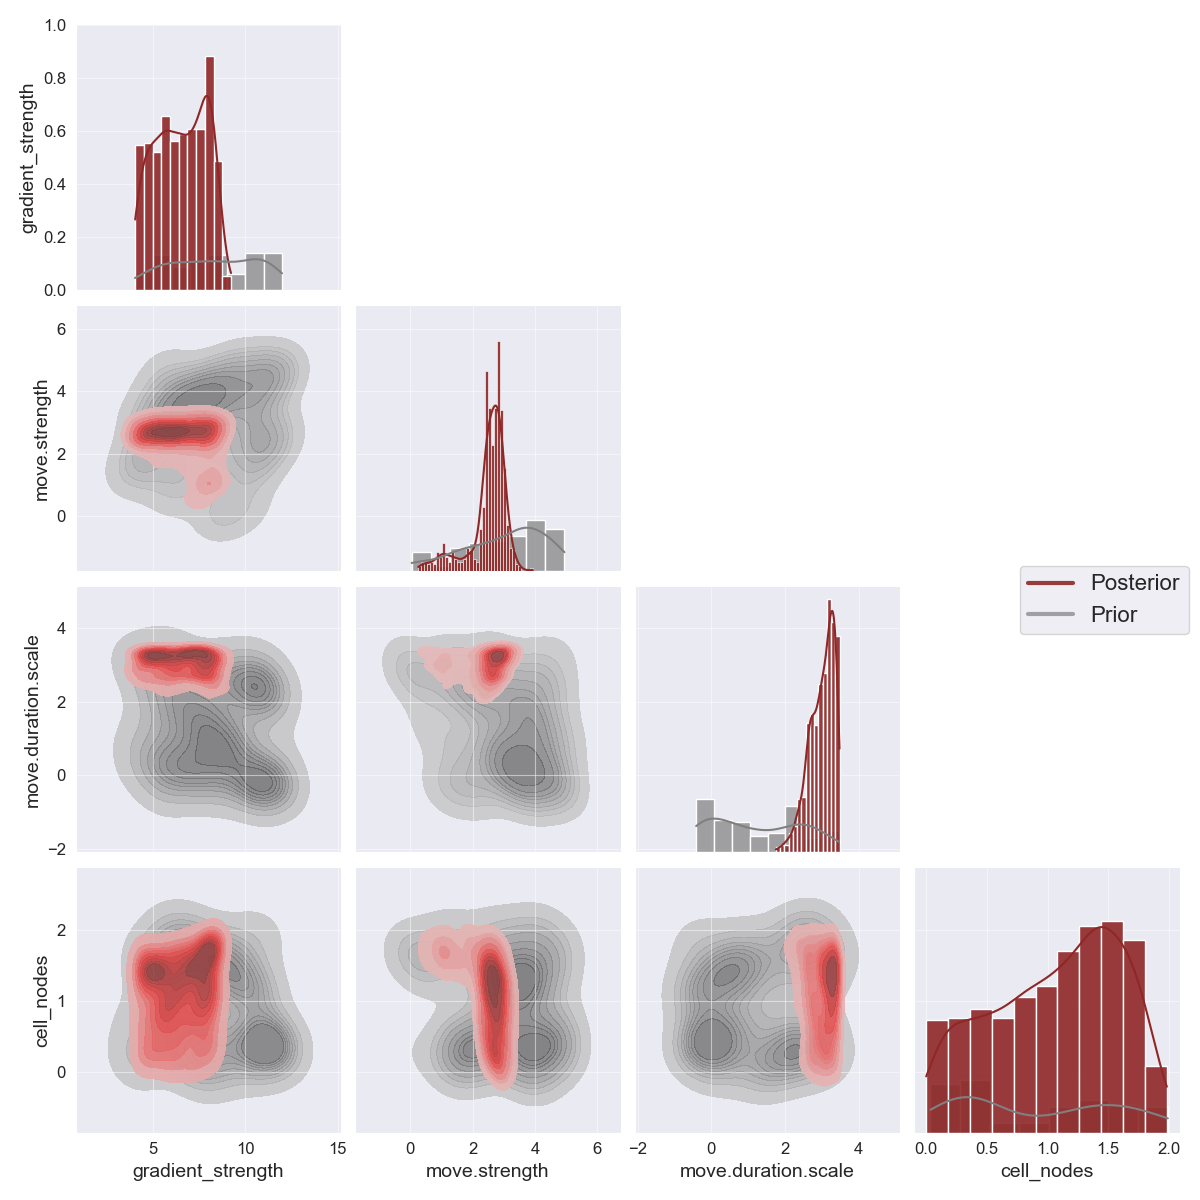 1.0
0.8
0.6
0.4
0.2
0.0
gradient_strength
6
4
2
0
move.strength
4
2
0
−2
move.duration.scale
Posterior
Prior
2
1
0
cell_nodes
5 10 15
0 2 4 6
−2 0 2 4
0.0 0.5 1.0 1.5 2.0
gradient_strength
move.strength
move.duration.scale
cell_nodes